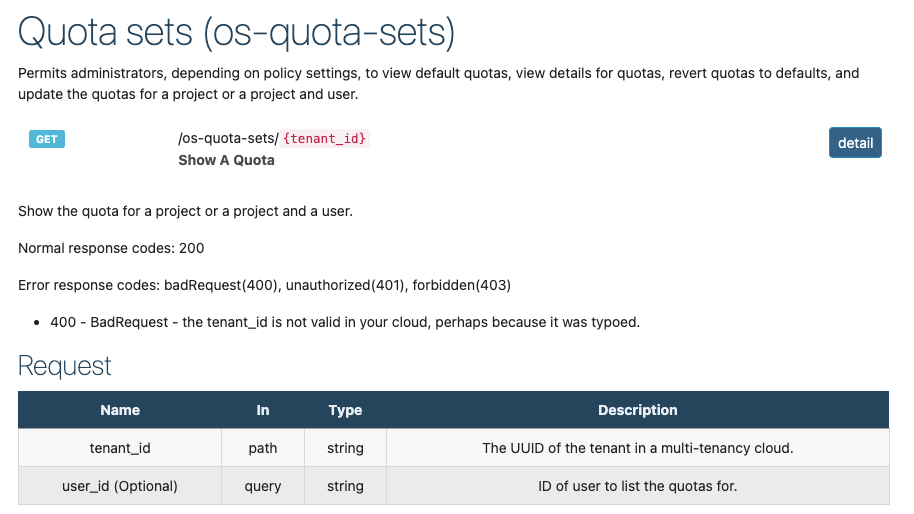 Quota sets (os-quota-sets)
Permits administrators, depending on policy settings, to view default quotas, view details for quotas, revert quotas to defaults, and
update the quotas for a project or a project and user.
GET /os-quota-sets/{tenant_id} detail
Show A Quota
Show the quota for a project or a project and a user.
Normal response codes: 200
Error response codes: badRequest(400), unauthorized(401), forbidden(403)
• 400 - BadRequest - the tenant_id is not valid in your cloud, perhaps because it was typoed.
Request
Name In Type Description
tenant_id path string The UUID of the tenant in a multi-tenancy cloud.
user_id (Optional) query string ID of user to list the quotas for.